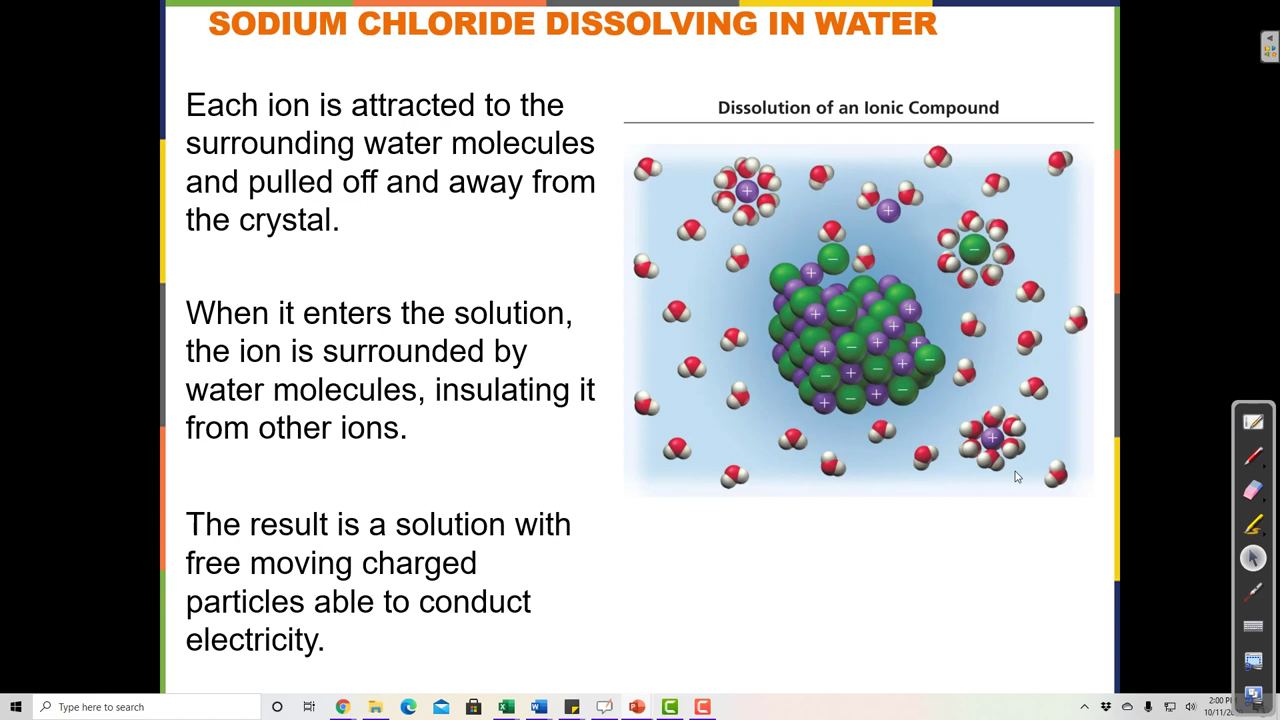 SODIUM CHLORIDE DISSOLVING IN WATER
Each ion is attracted to the
surrounding water molecules
and pulled off and away from
the crystal.
When it enters the solution,
the ion is surrounded by
water molecules, insulating it
from other ions.
The result is a solution with
free moving charged
particles able to conduct
electricity.
Dissolution of an Ionic Compound
Type here to search
2:00 PM